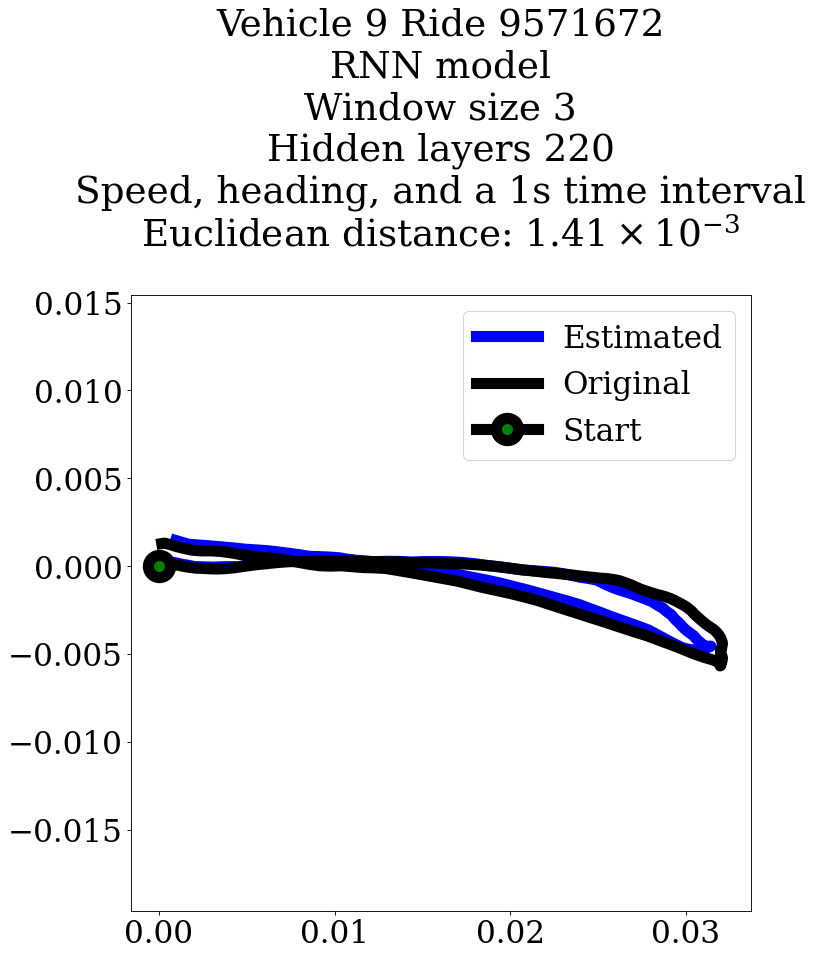 Vehicle 9 Ride 9571672
RNN model
Window size 3
Hidden layers 220
Speed, heading, and a 1s time interval
Euclidean distance: 1.41 × 10⁻³
Estimated
Original
Start
0.015
0.010
0.005
0.000
−0.005
−0.010
−0.015
0.00 0.01 0.02 0.03